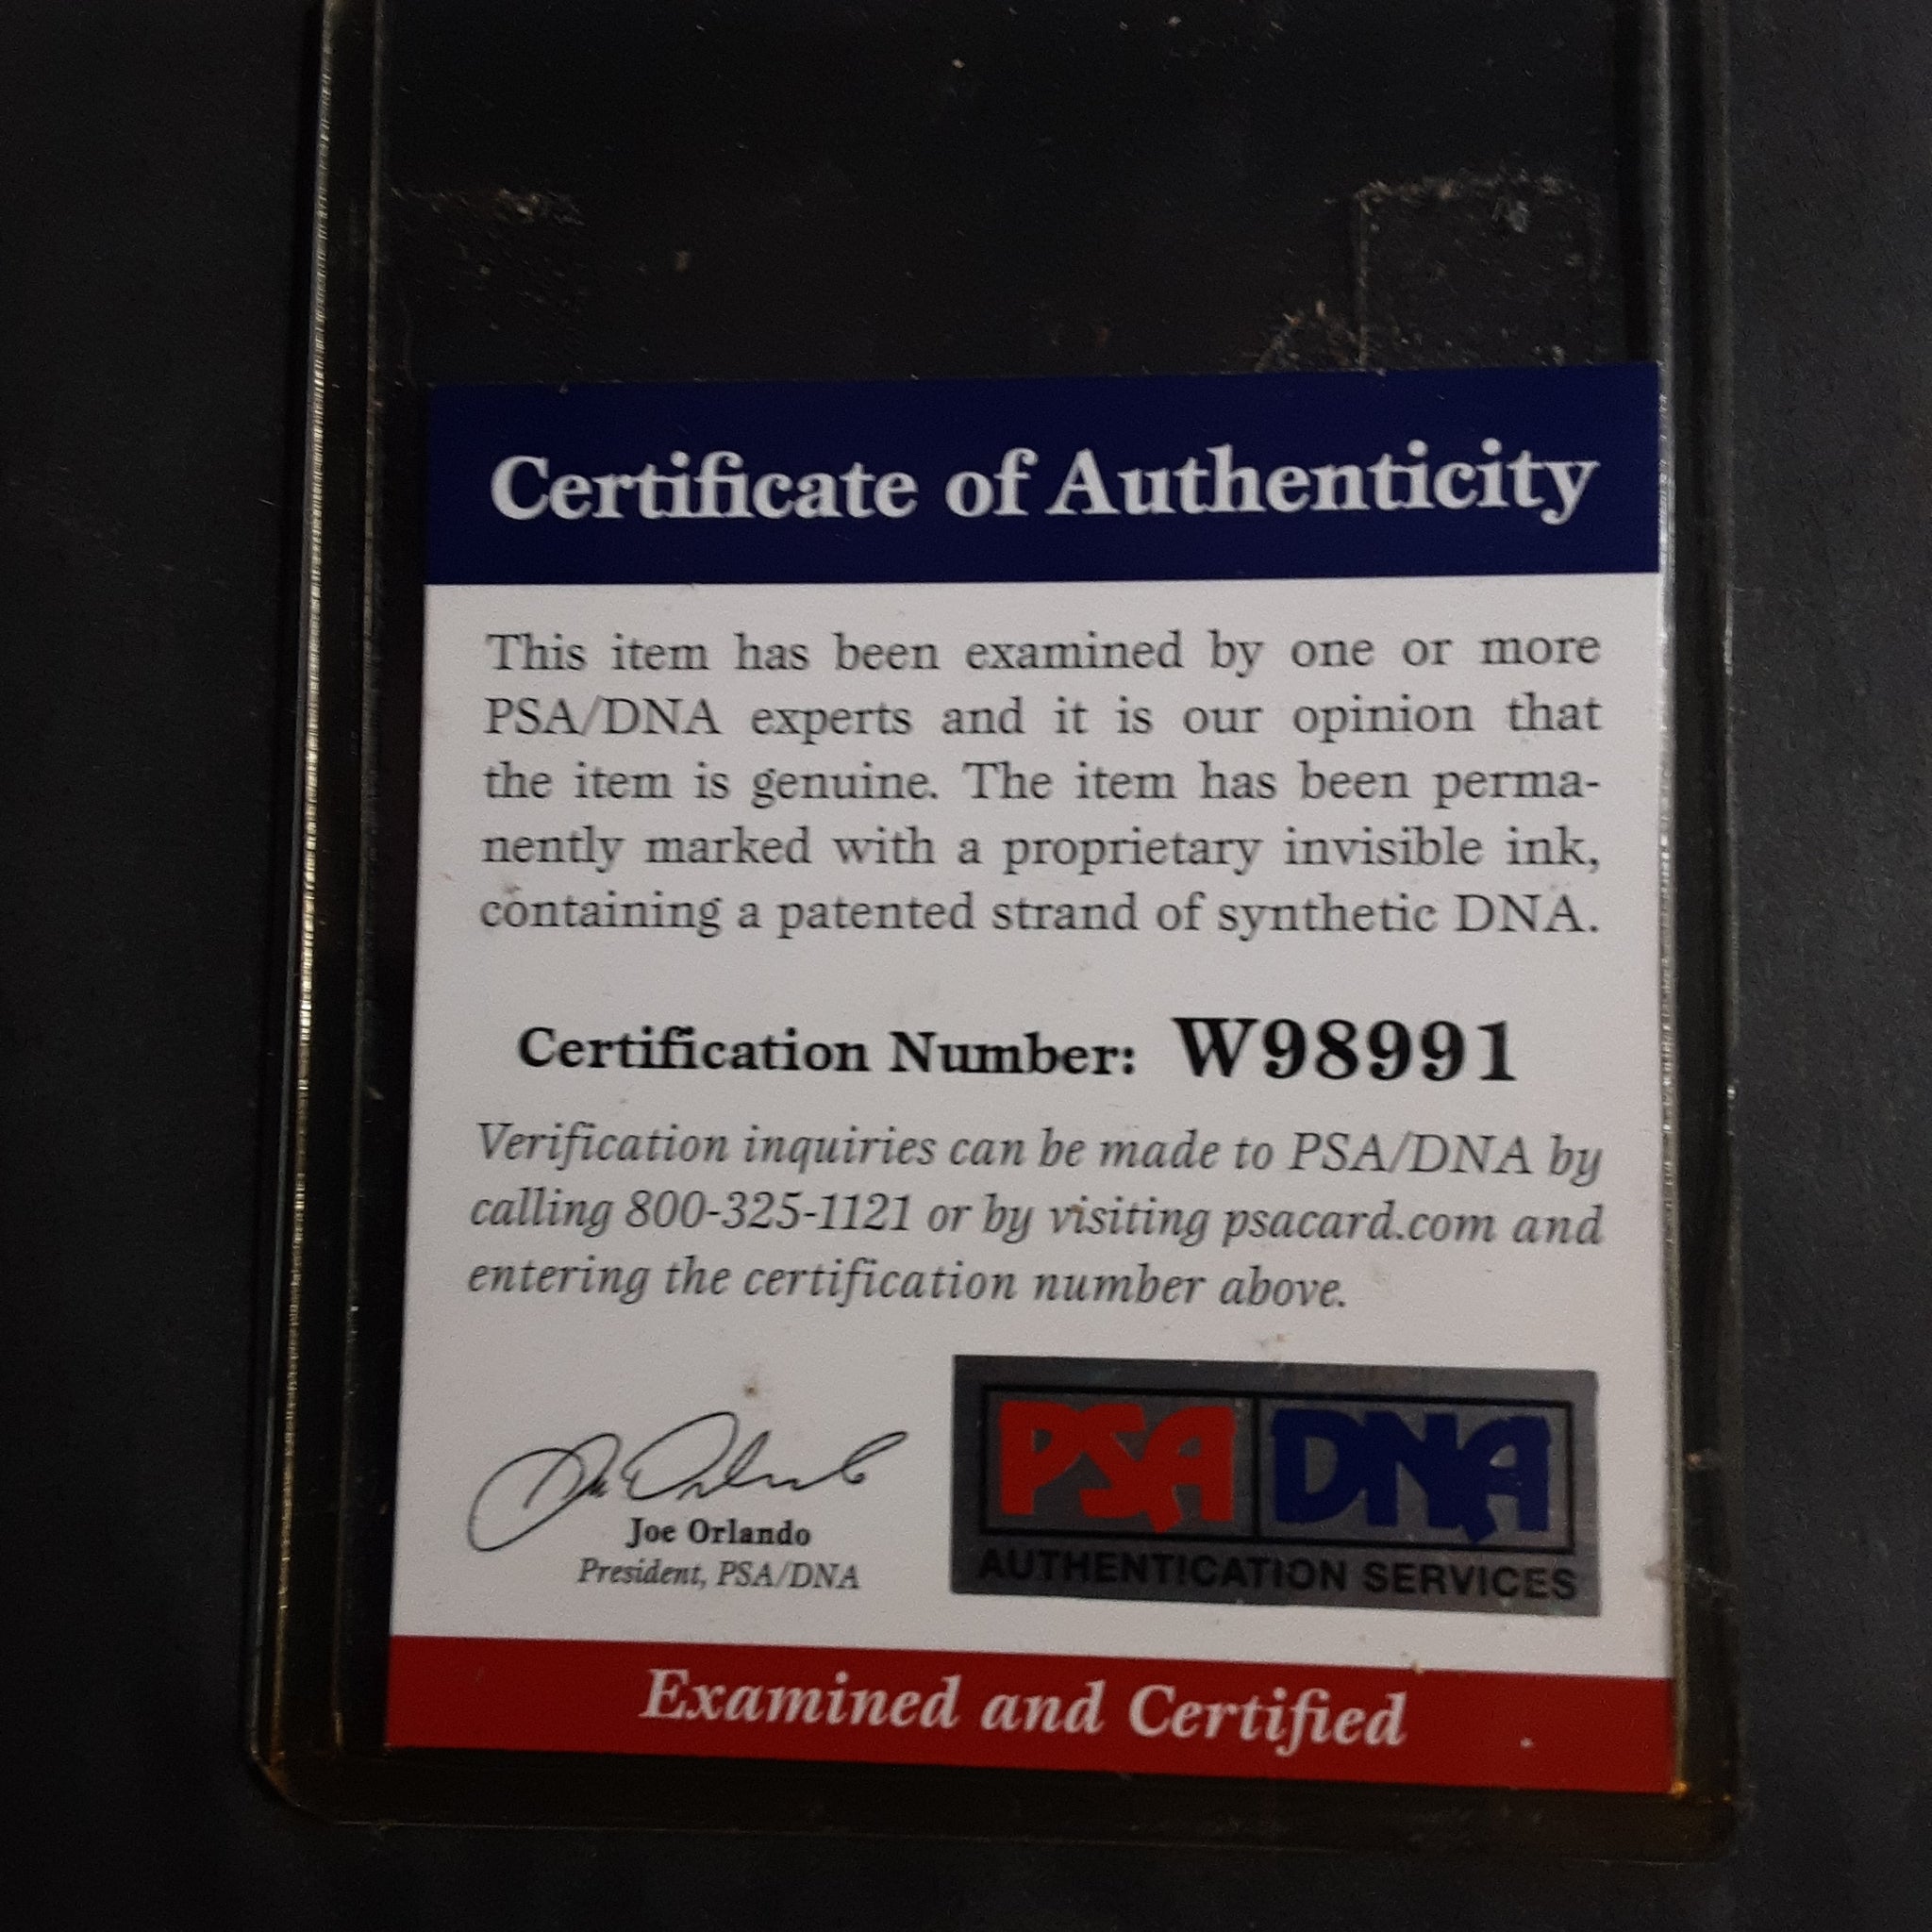 Certificate of Authenticity
This item has been examined by one or more
PSA/DNA experts and it is our opinion that
the item is genuine. The item has been perma-
nently marked with a proprietary invisible ink,
containing a patented strand of synthetic DNA.
Certification Number: W98991
Verification inquiries can be made to PSA/DNA by
calling 800-325-1121 or by visiting psacard.com and
entering the certification number above.
Joe Orlando
President, PSA/DNA
PSA DNA
AUTHENTICATION SERVICES
Examined and Certified